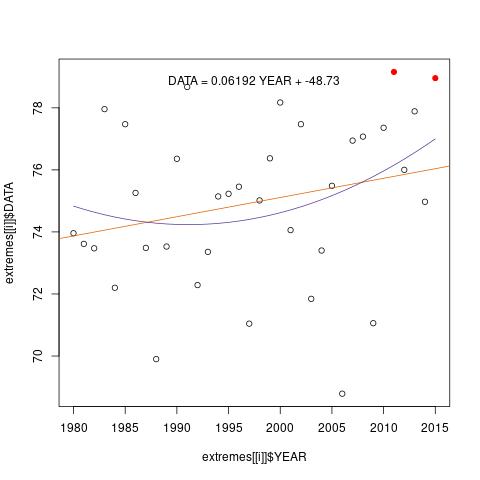 DATA = 0.06192 YEAR + -48.73
78
76
74
72
70
extremes[[i]]$DATA
1980 1985 1990 1995 2000 2005 2010 2015
extremes[[i]]$YEAR